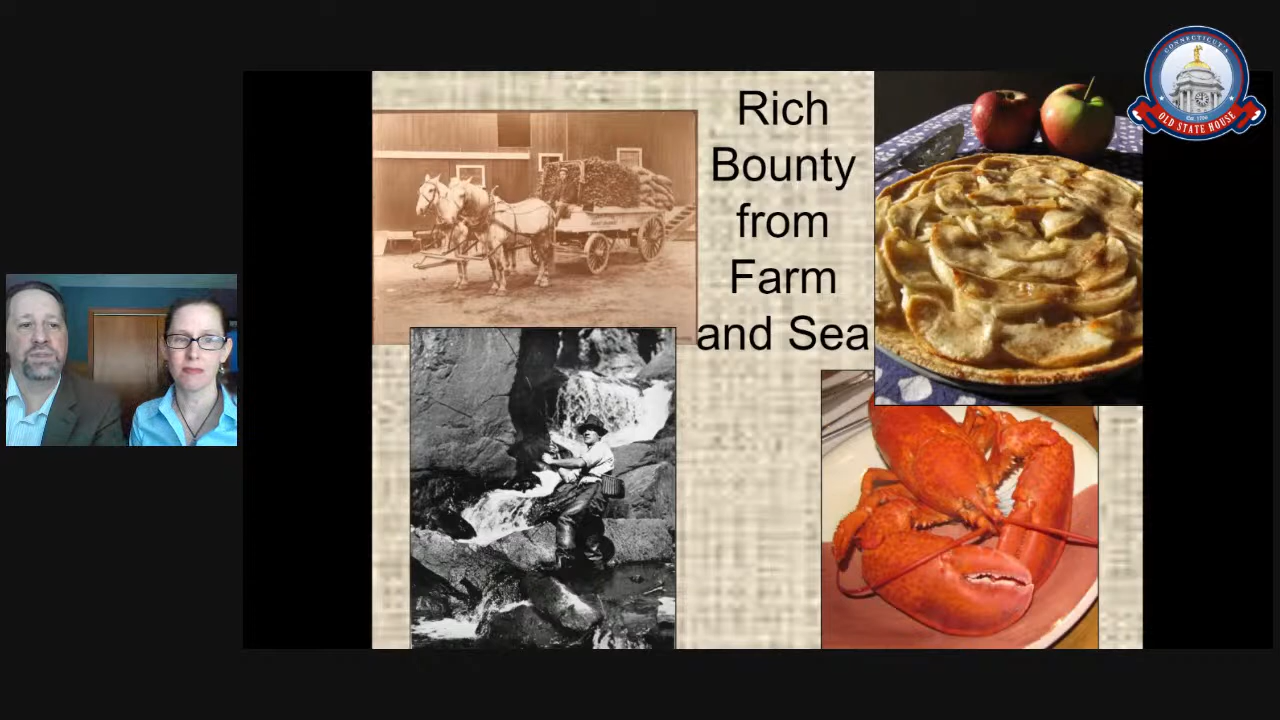 Rich
Bounty
from
Farm
and Sea
CONNECTICUT'S
OLD STATE HOUSE